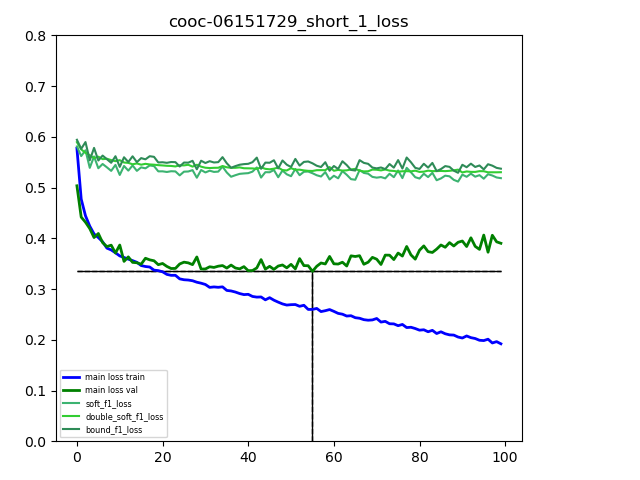 cooc-06151729_short_1_loss
0.8
0.7
0.6
0.5
0.4
0.3
0.2
0.1
0.0
main loss train
main loss val
soft_f1_loss
double_soft_f1_loss
bound_f1_loss
0 20 40 60 80 100